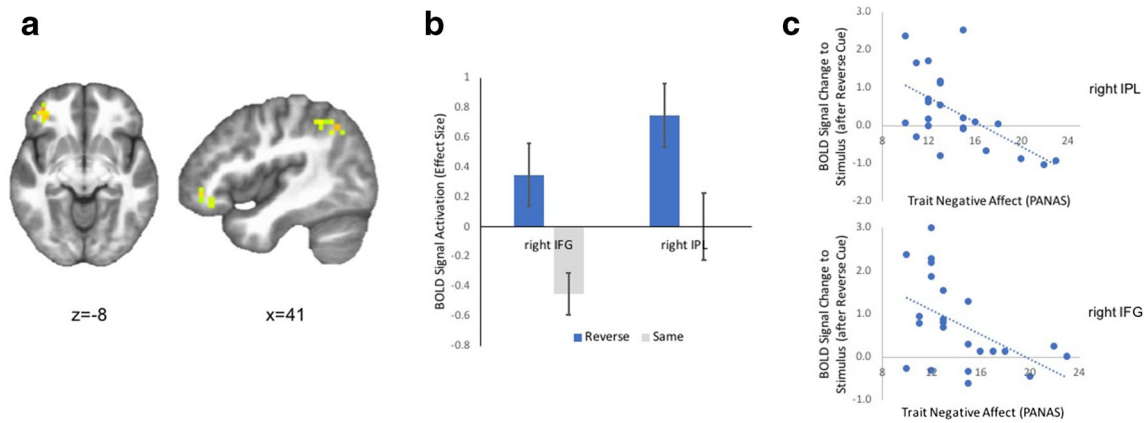 a
z=-8
x=41
b
BOLD Signal Activation (Effect Size)
1
0.8
0.6
0.4
0.2
0
-0.2
-0.4
-0.6
-0.8
right IFG
right IPL
Reverse
Same
c
BOLD Signal Change to
Stimulus (after Reverse Cue)
3.0
2.0
1.0
0.0
-1.0
-2.0
8
12
16
20
24
Trait Negative Affect (PANAS)
right IPL
BOLD Signal Change to
Stimulus (after Reverse Cue)
3.0
2.0
1.0
0.0
-1.0
8
12
16
20
24
Trait Negative Affect (PANAS)
right IFG